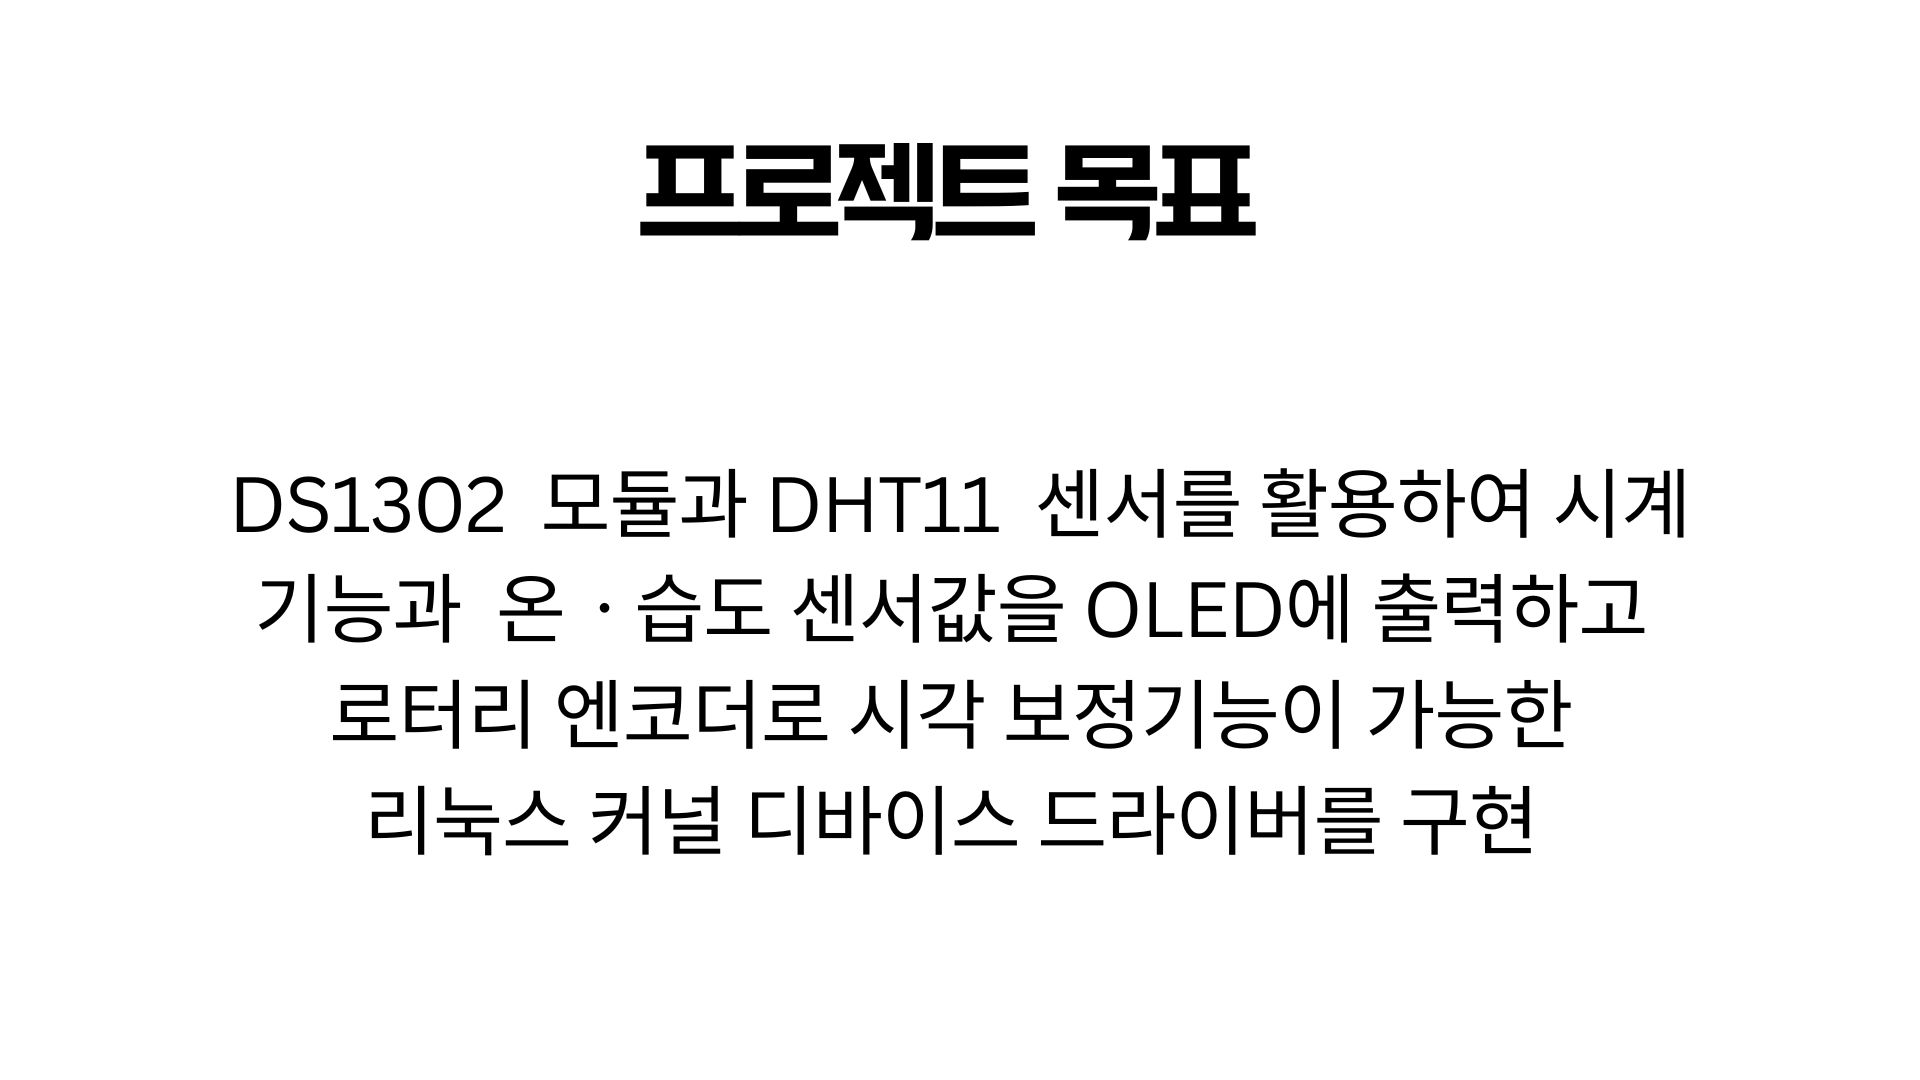 프로젝트 목표
DS1302 모듈과 DHT11 센서를 활용하여 시계
기능과 온 · 습도 센서값을 OLED에 출력하고
로터리 엔코더로 시각 보정기능이 가능한
리눅스 커널 디바이스 드라이버를 구현